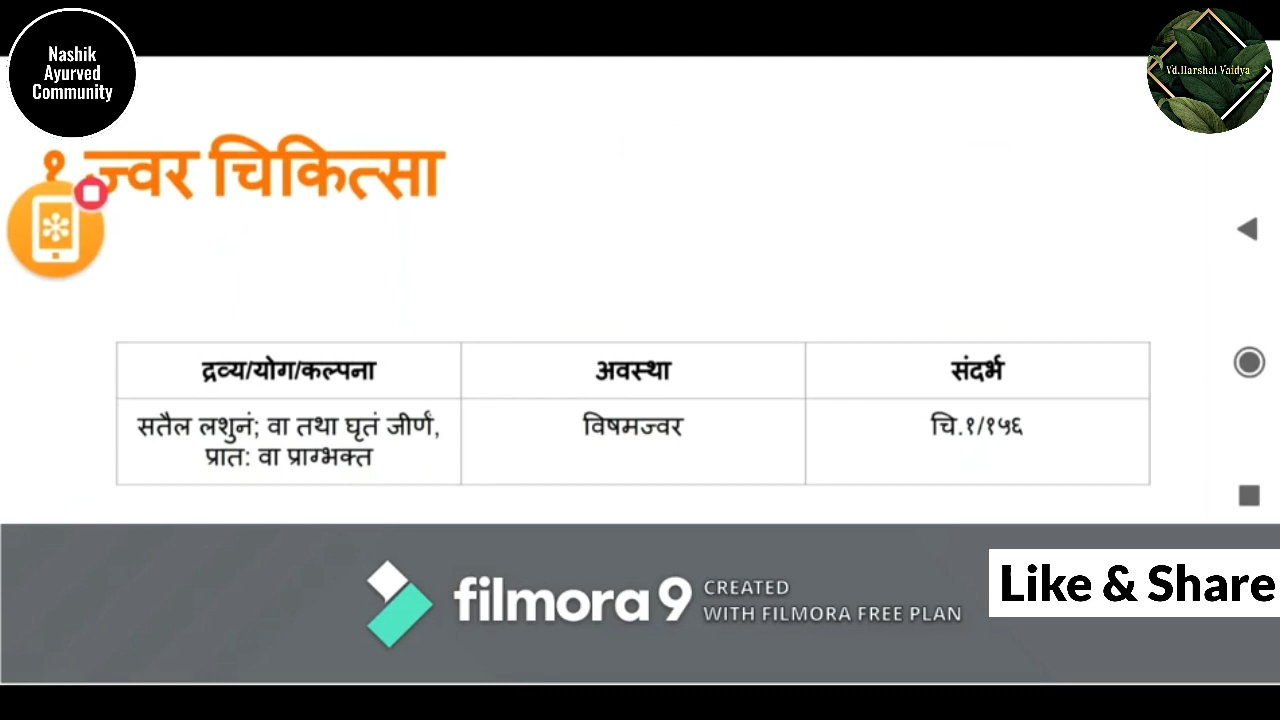 Nashik
Ayurved
Community
Vd.Harshal Vaidya
१ ज्वर चिकित्सा
द्रव्य/योग/कल्पना
अवस्था
संदर्भ
सतैल लशुनं; वा तथा घृतं जीर्णं,
प्रात: वा प्राग्भक्त
विषमज्वर
चि.१/१५६
filmora 9
CREATED
WITH FILMORA FREE PLAN
Like & Share